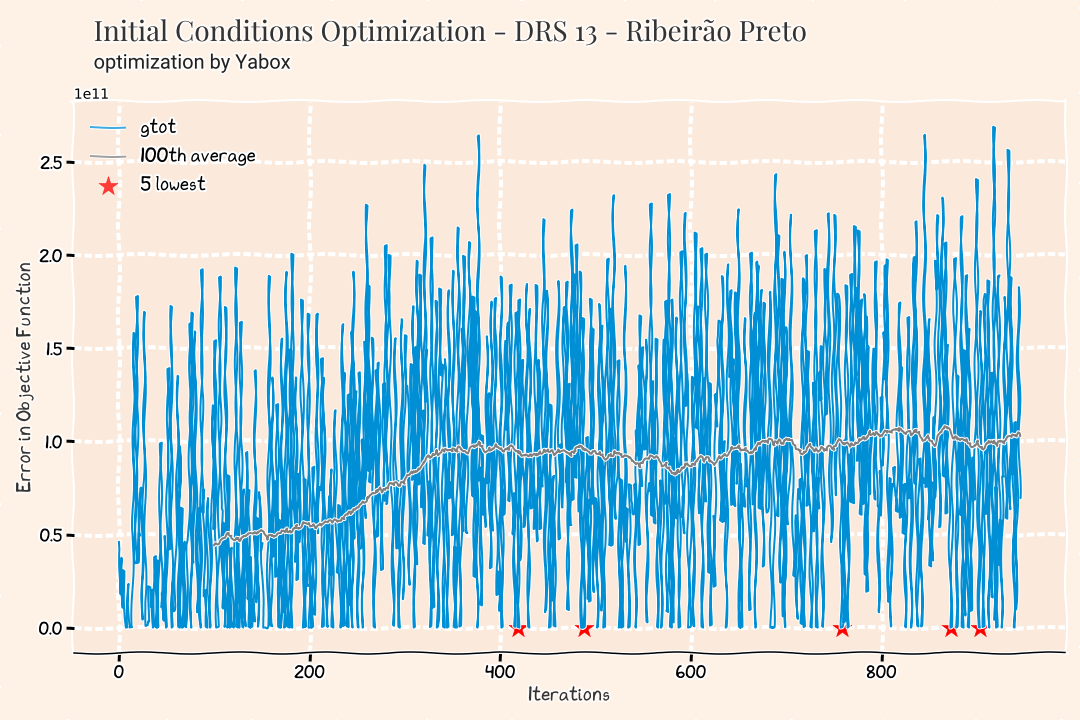 Initial Conditions Optimization - DRS 13 - Ribeirão Preto
optimization by Yabox
1e11
gtot
100th average
5 lowest
2.5
2.0
1.5
1.0
0.5
0.0
Error in Objective Function
0 200 400 600 800
Iterations